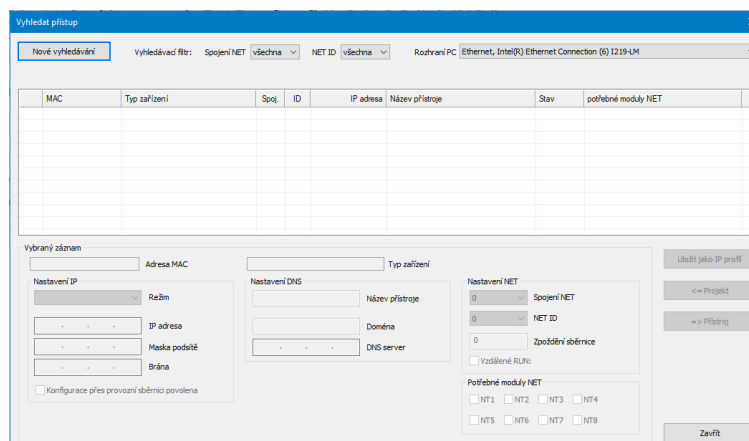 Vyhledat přístup
Nové vyhledávání Vyhledávací filtr: Spojení NET všechna NET ID všechna Rozhraní PC Ethernet, Intel(R) Ethernet Connection (6) I219-LM
MAC Typ zařízení Spoj. ID IP adresa Název přístroje Stav potřebné moduly NET
Vybraný záznam
Adresa MAC Typ zařízení Uložit jako IP profil
Nastavení IP Nastavení DNS Nastavení NET
Režim Název přístroje 0 Spojení NET <= Projekt
IP adresa Doména 0 NET ID => Přístroj
Maska podsítě DNS server 0 Zpoždění sběrnice
Brána Vzdálené RUN:
Konfigurace přes provozní sběrnici povolena Potřebné moduly NET
NT1 NT2 NT3 NT4
NT5 NT6 NT7 NT8
Zavřít